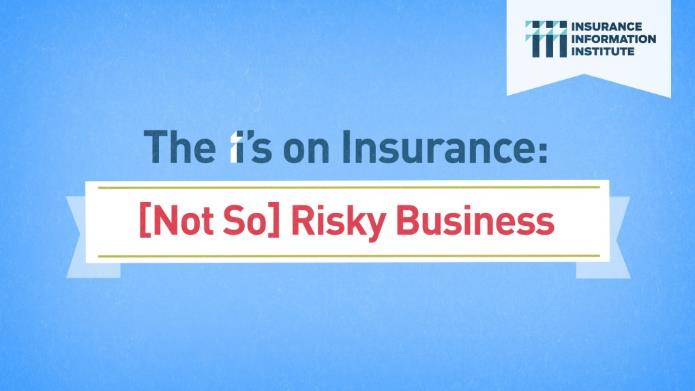 INSURANCE
INFORMATION
INSTITUTE
The i's on Insurance:
[Not So] Risky Business